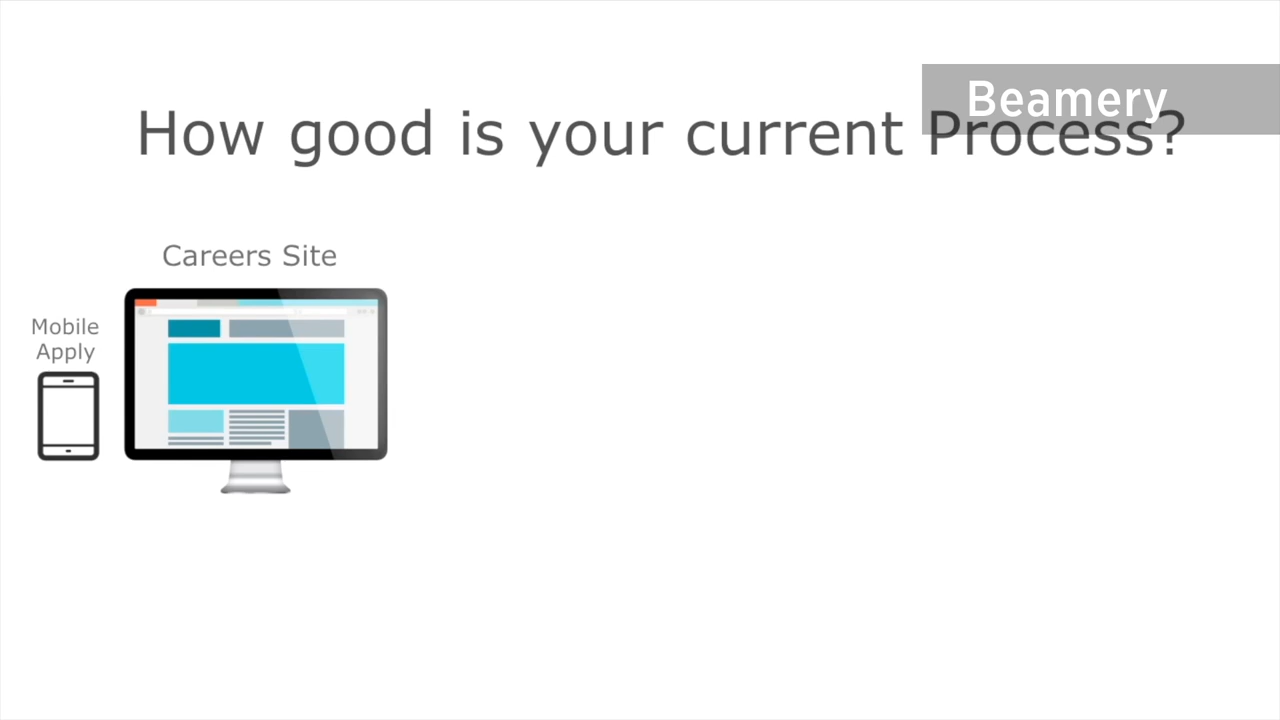 Beamery
How good is your current Process?
Careers Site
Mobile
Apply